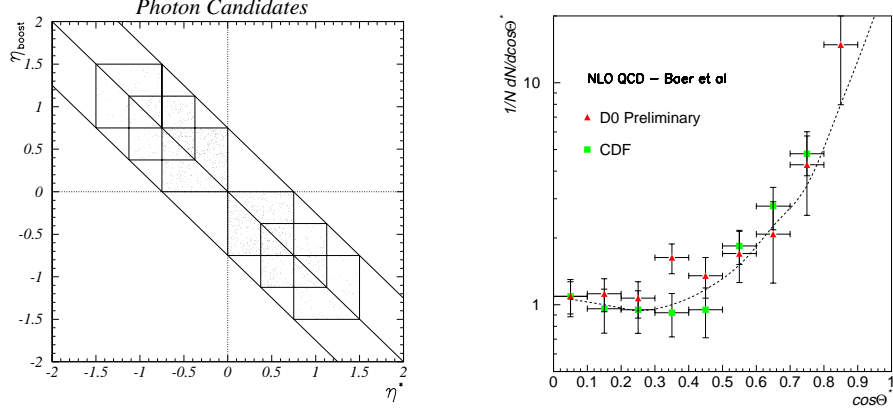 Photon Candidates
η boost
2
1.5
1
0.5
0
-0.5
-1
-1.5
-2
-2 -1.5 -1 -0.5 0 0.5 1 1.5 2
η*
1/N dN/dcosΘ*
10
1
NLO QCD – Baer et al
D0 Preliminary
CDF
0 0.1 0.2 0.3 0.4 0.5 0.6 0.7 0.8 0.9 1
cosΘ*